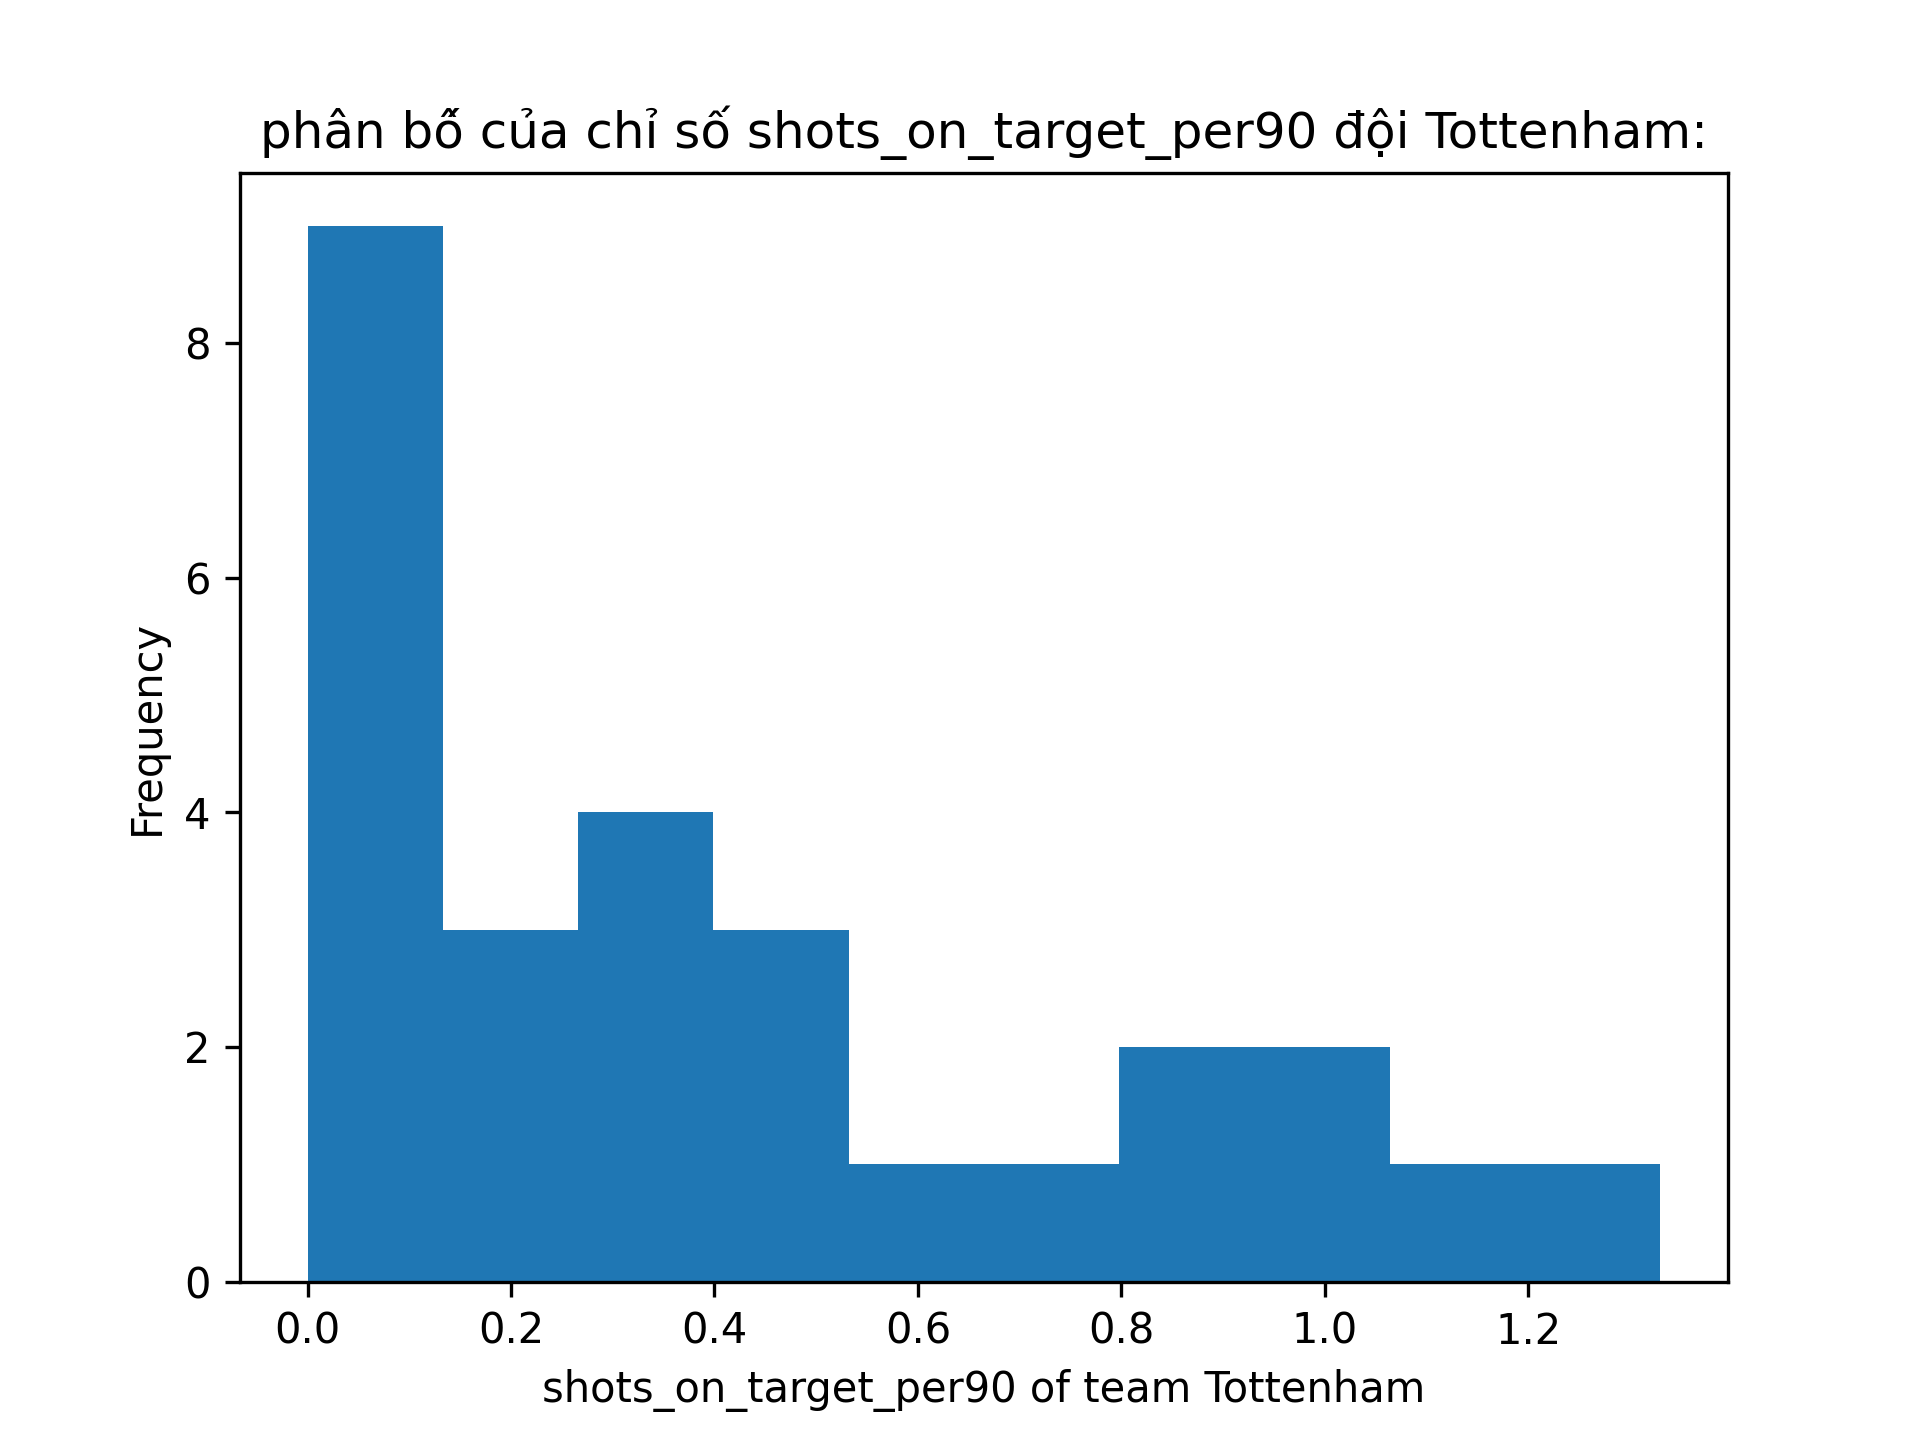 phân bỗ́ của chỉ số shots_on_target_per90 đội Tottenham:
Frequency
8
6
4
2
0
0.0 0.2 0.4 0.6 0.8 1.0 1.2
shots_on_target_per90 of team Tottenham